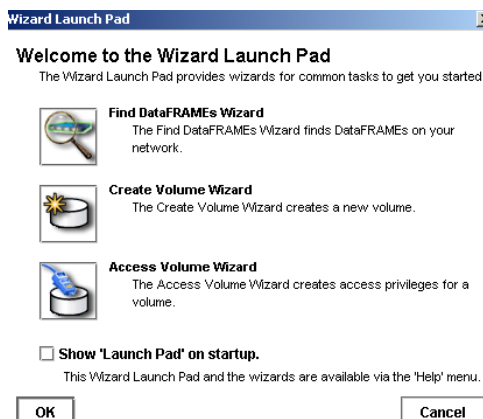 Wizard Launch Pad
Welcome to the Wizard Launch Pad
The Wizard Launch Pad provides wizards for common tasks to get you started
Find DataFRAMEs Wizard
The Find DataFRAMEs Wizard finds DataFRAMEs on your
network.
Create Volume Wizard
The Create Volume Wizard creates a new volume.
Access Volume Wizard
The Access Volume Wizard creates access privileges for a
volume.
Show 'Launch Pad' on startup.
This Wizard Launch Pad and the wizards are available via the 'Help' menu.
OK
Cancel